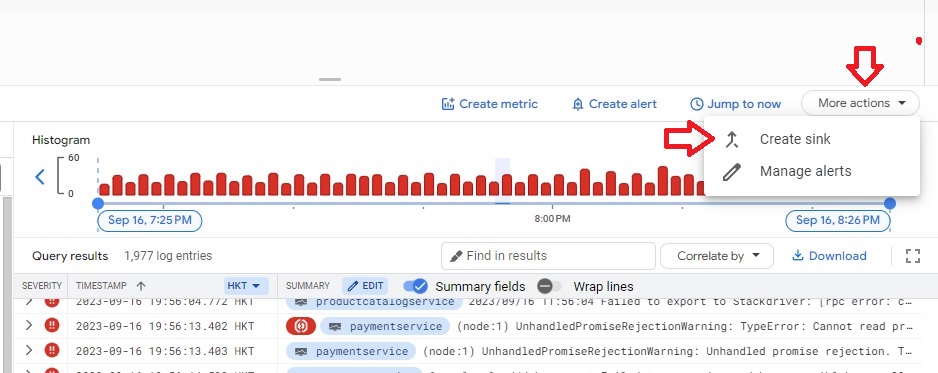 Create metric Create alert Jump to now More actions
Create sink
Manage alerts
Histogram
60
0
Sep 16, 7:25 PM 8:00 PM Sep 16, 8:26 PM
Query results 1,977 log entries Find in results Correlate by Download
SEVERITY TIMESTAMP HKT SUMMARY EDIT Summary fields Wrap lines
2023-09-16 19:56:04.772 HKT productcatalogservice 2023/09/16 11:56:04 Failed to export to Stackdriver: [rpc error: c…
2023-09-16 19:56:13.402 HKT paymentservice (node:1) UnhandledPromiseRejectionWarning: TypeError: Cannot read pr…
2023-09-16 19:56:13.403 HKT paymentservice (node:1) UnhandledPromiseRejectionWarning: Unhandled promise rejection. T…